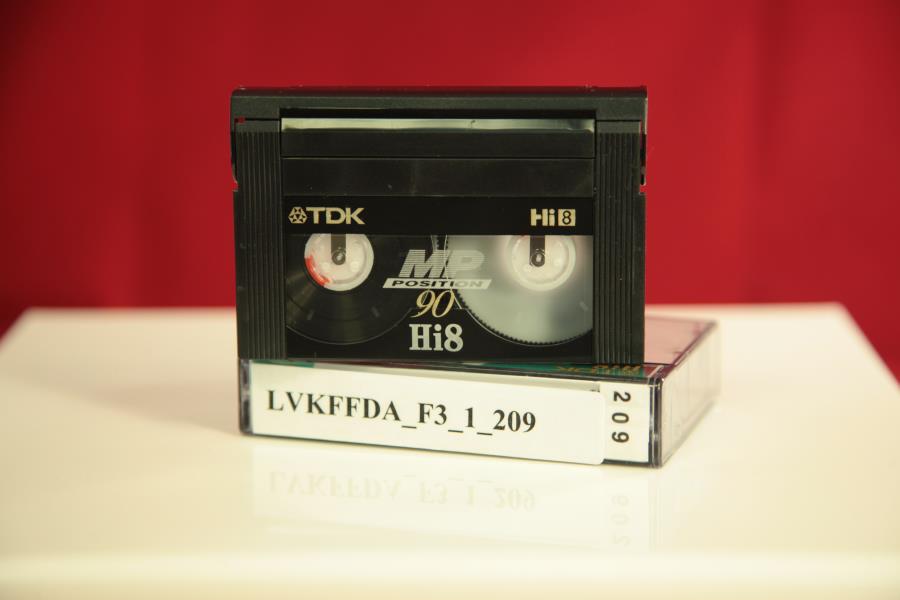 TDK Hi8
MP
POSITION
90
Hi8
LVKFFDA_F3_1_209
209